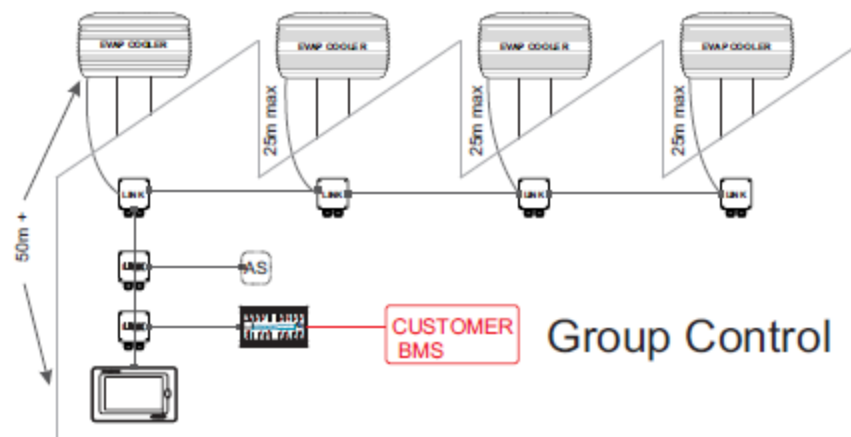 EVAP COOLER
EVAP COOLER
EVAP COOLER
EVAP COOLER
25m max
25m max
25m max
50m +
LINK
LINK
LINK
LINK
LINK
AS
LINK
CUSTOMER
BMS
Group Control